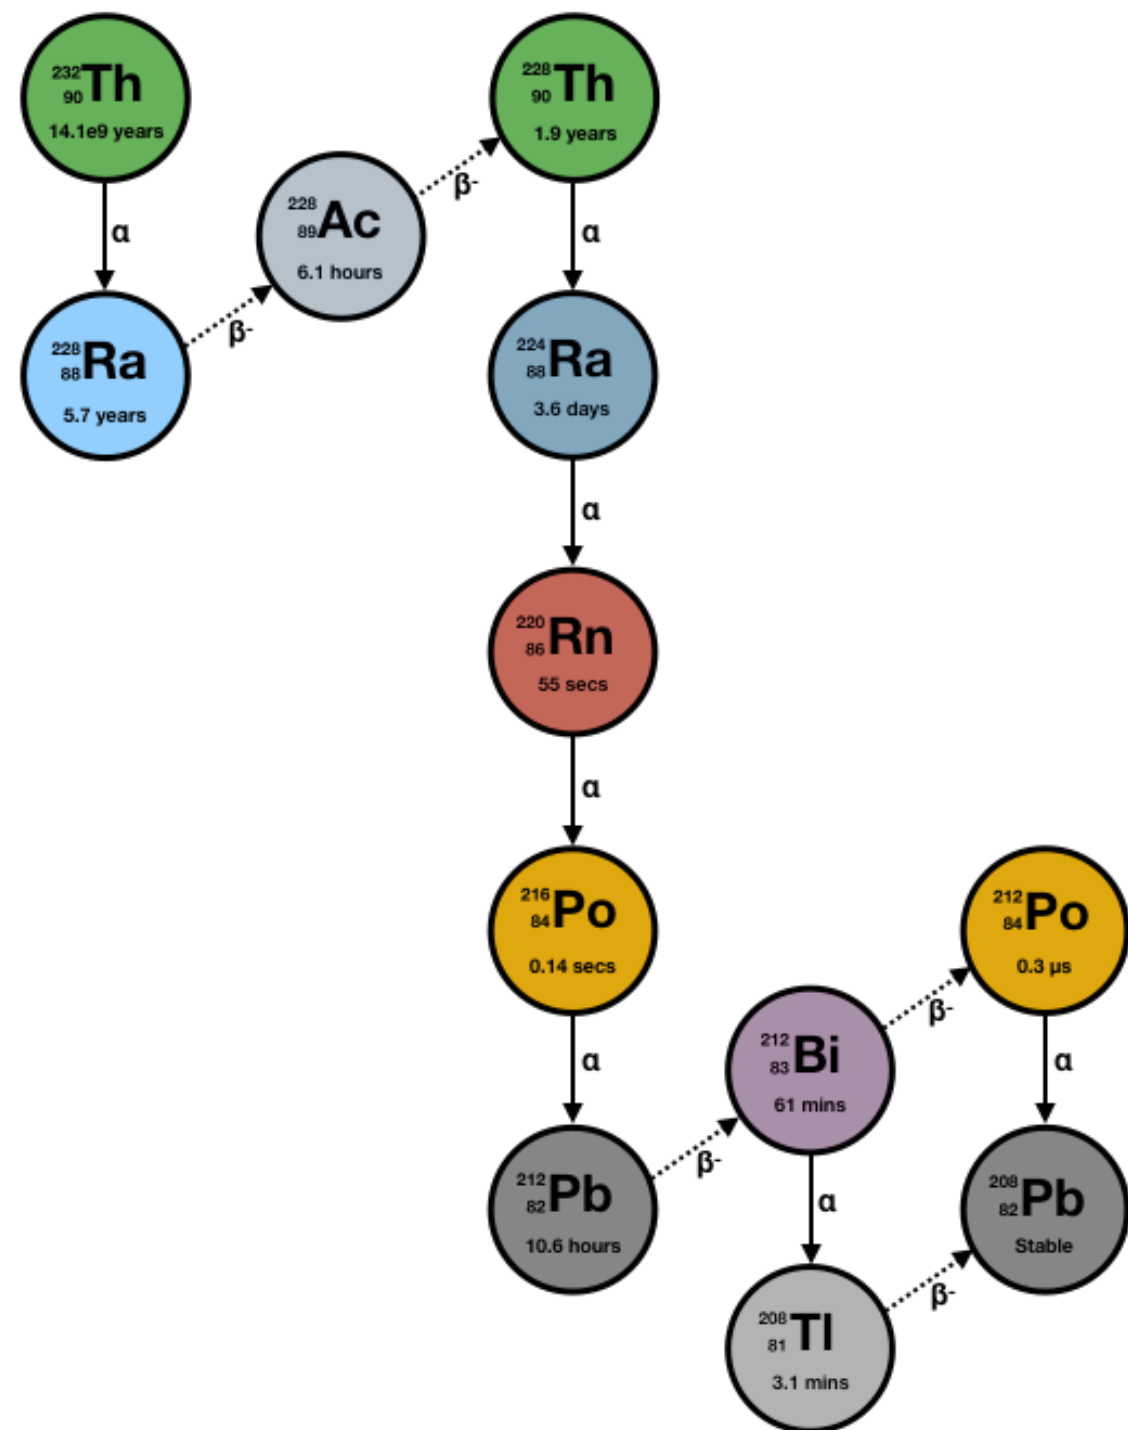 232
90 Th
14.1e9 years
α
228
88 Ra
5.7 years
β-
228
89 Ac
6.1 hours
β-
228
90 Th
1.9 years
α
224
88 Ra
3.6 days
α
220
86 Rn
55 secs
α
216
84 Po
0.14 secs
α
212
82 Pb
10.6 hours
β-
212
83 Bi
61 mins
β-
212
84 Po
0.3 µs
α
α
208
81 Tl
3.1 mins
β-
208
82 Pb
Stable